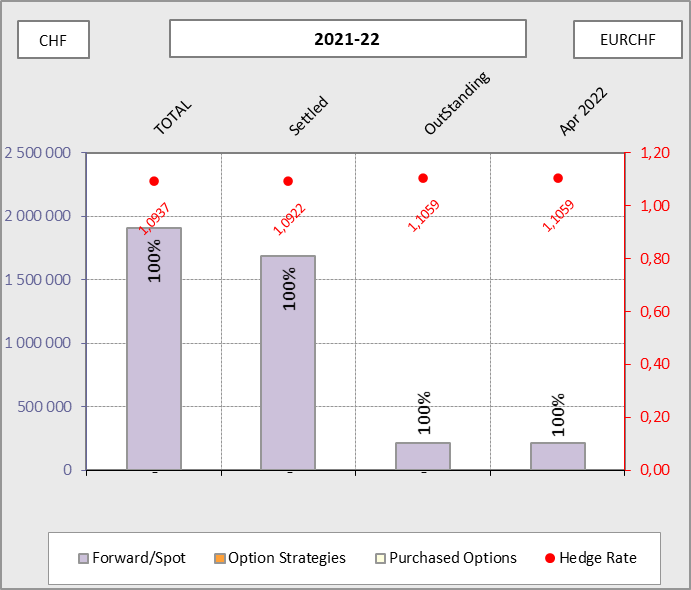 CHF
2021-22
EURCHF
TOTAL
Settled
OutStanding
Apr 2022
2 500 000
2 000 000
1 500 000
1 000 000
500 000
0
1,20
1,00
0,80
0,60
0,40
0,20
0,00
1,0937
1,0922
1,1059
1,1059
100%
100%
100%
100%
Forward/Spot
Option Strategies
Purchased Options
Hedge Rate